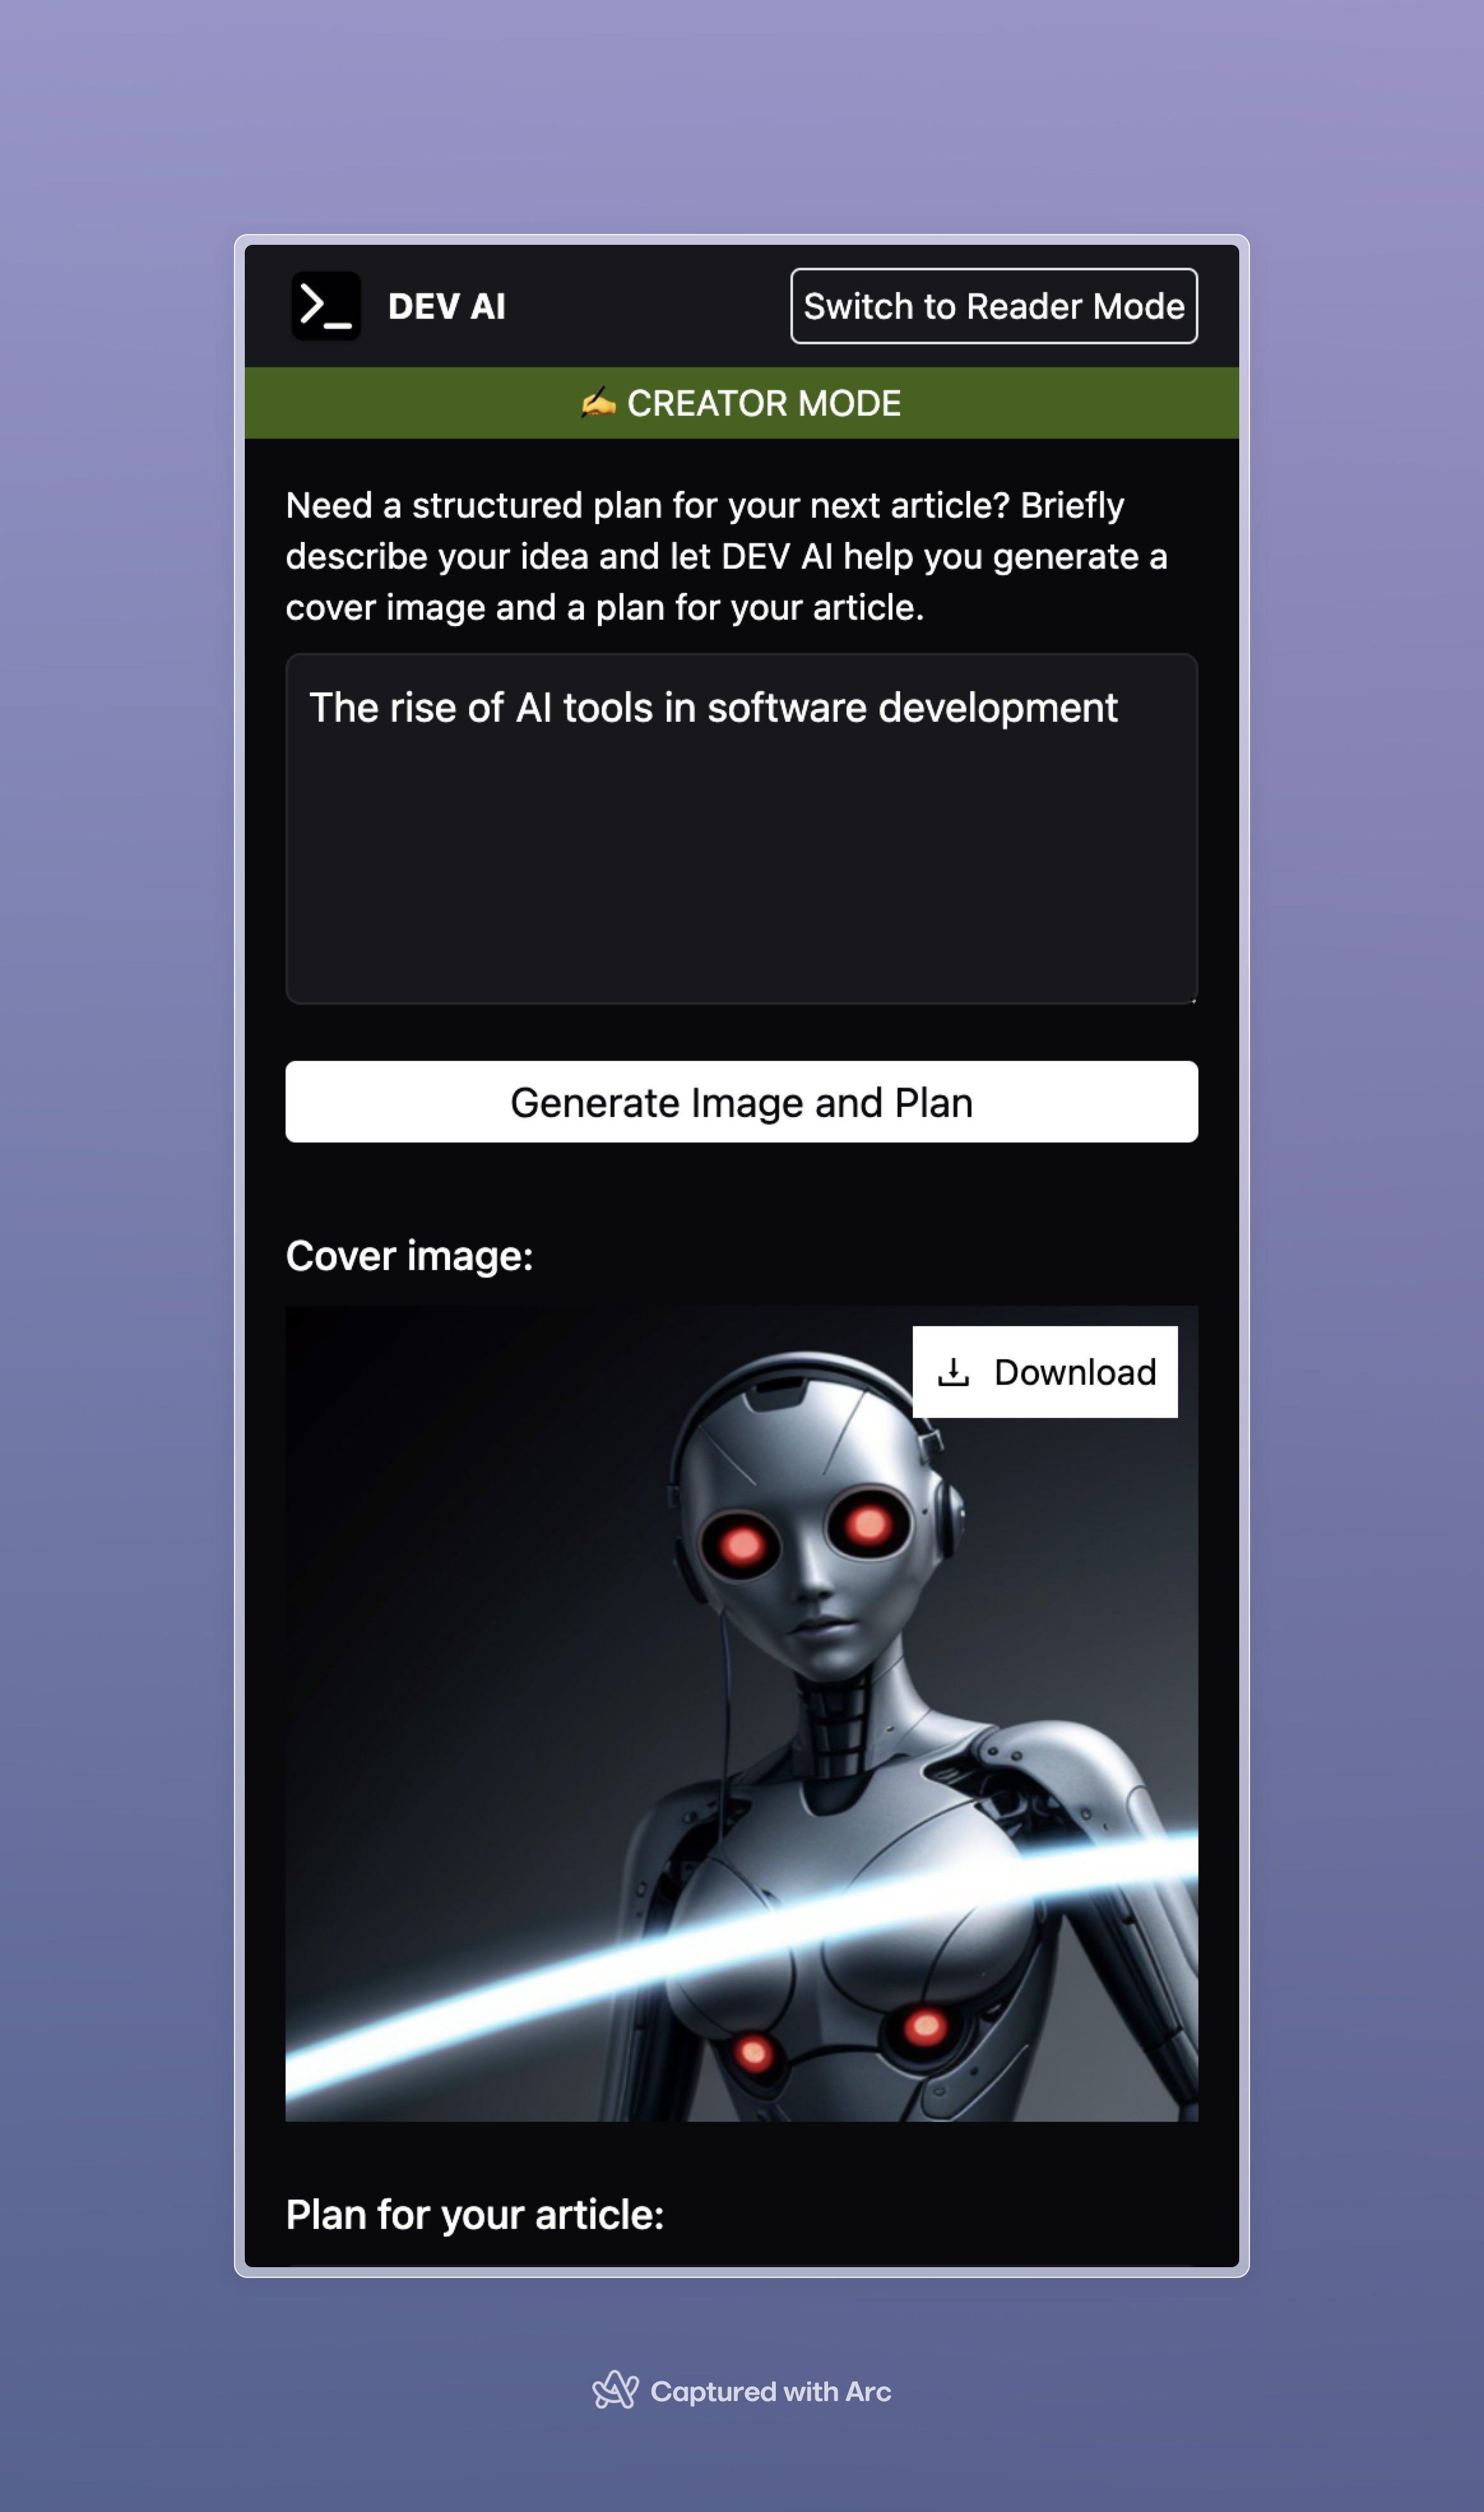 DEV AI
Switch to Reader Mode
✍️ CREATOR MODE
Need a structured plan for your next article? Briefly
describe your idea and let DEV AI help you generate a
cover image and a plan for your article.
The rise of AI tools in software development
Generate Image and Plan
Cover image:
Download
Plan for your article:
Captured with Arc